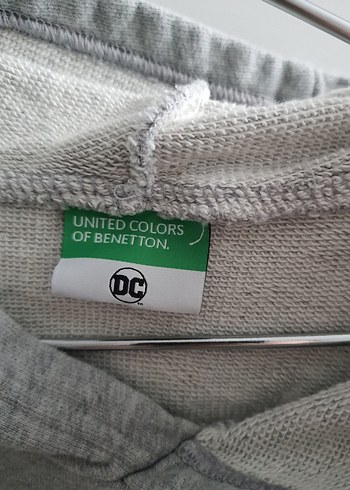 UNITED COLORS
OF BENETTON.
DC